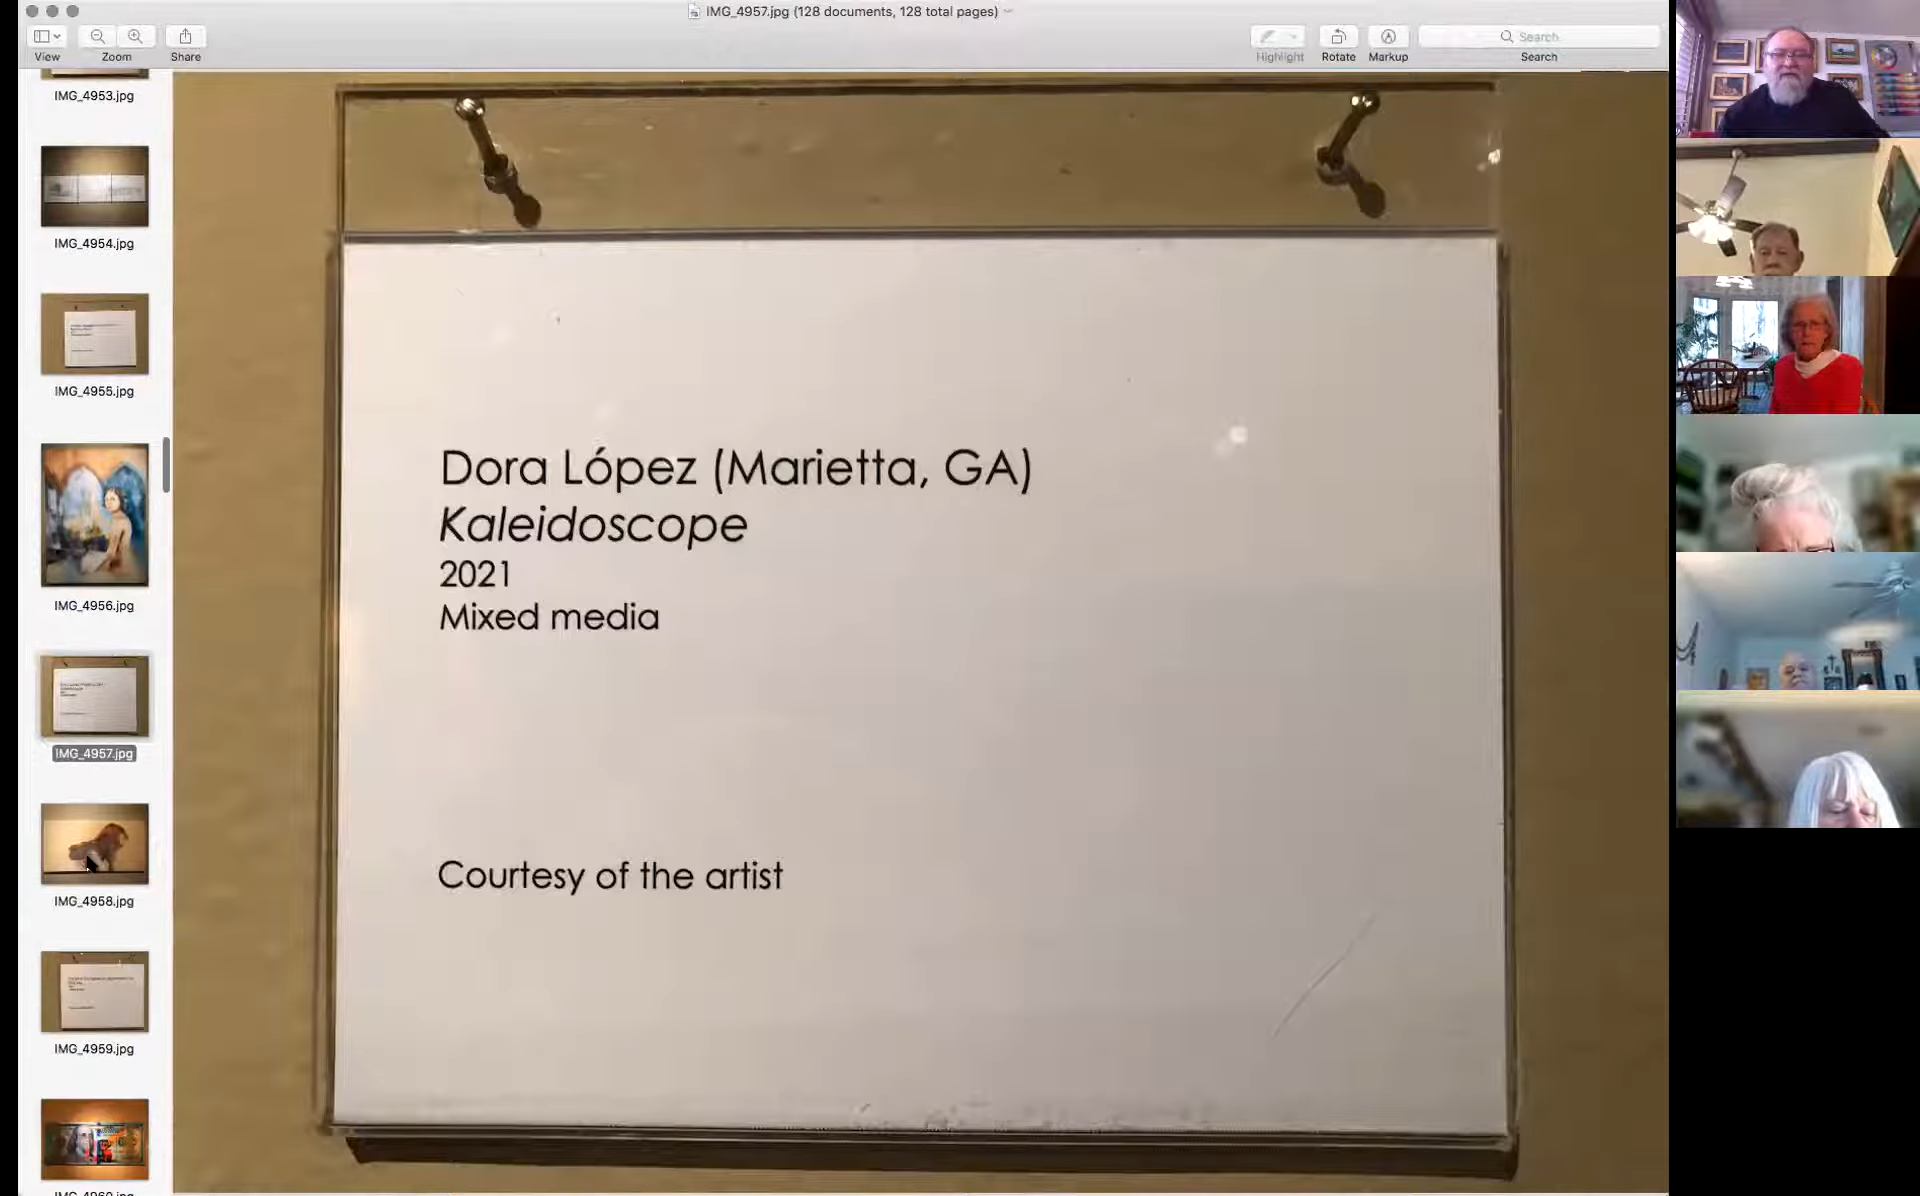 IMG_4957.jpg (128 documents, 128 total pages)
View
Zoom
Share
Highlight
Rotate
Markup
Search
Search
IMG_4953.jpg
IMG_4954.jpg
IMG_4955.jpg
IMG_4956.jpg
IMG_4957.jpg
IMG_4958.jpg
IMG_4959.jpg
Dora López (Marietta, GA)
Kaleidoscope
2021
Mixed media
Courtesy of the artist